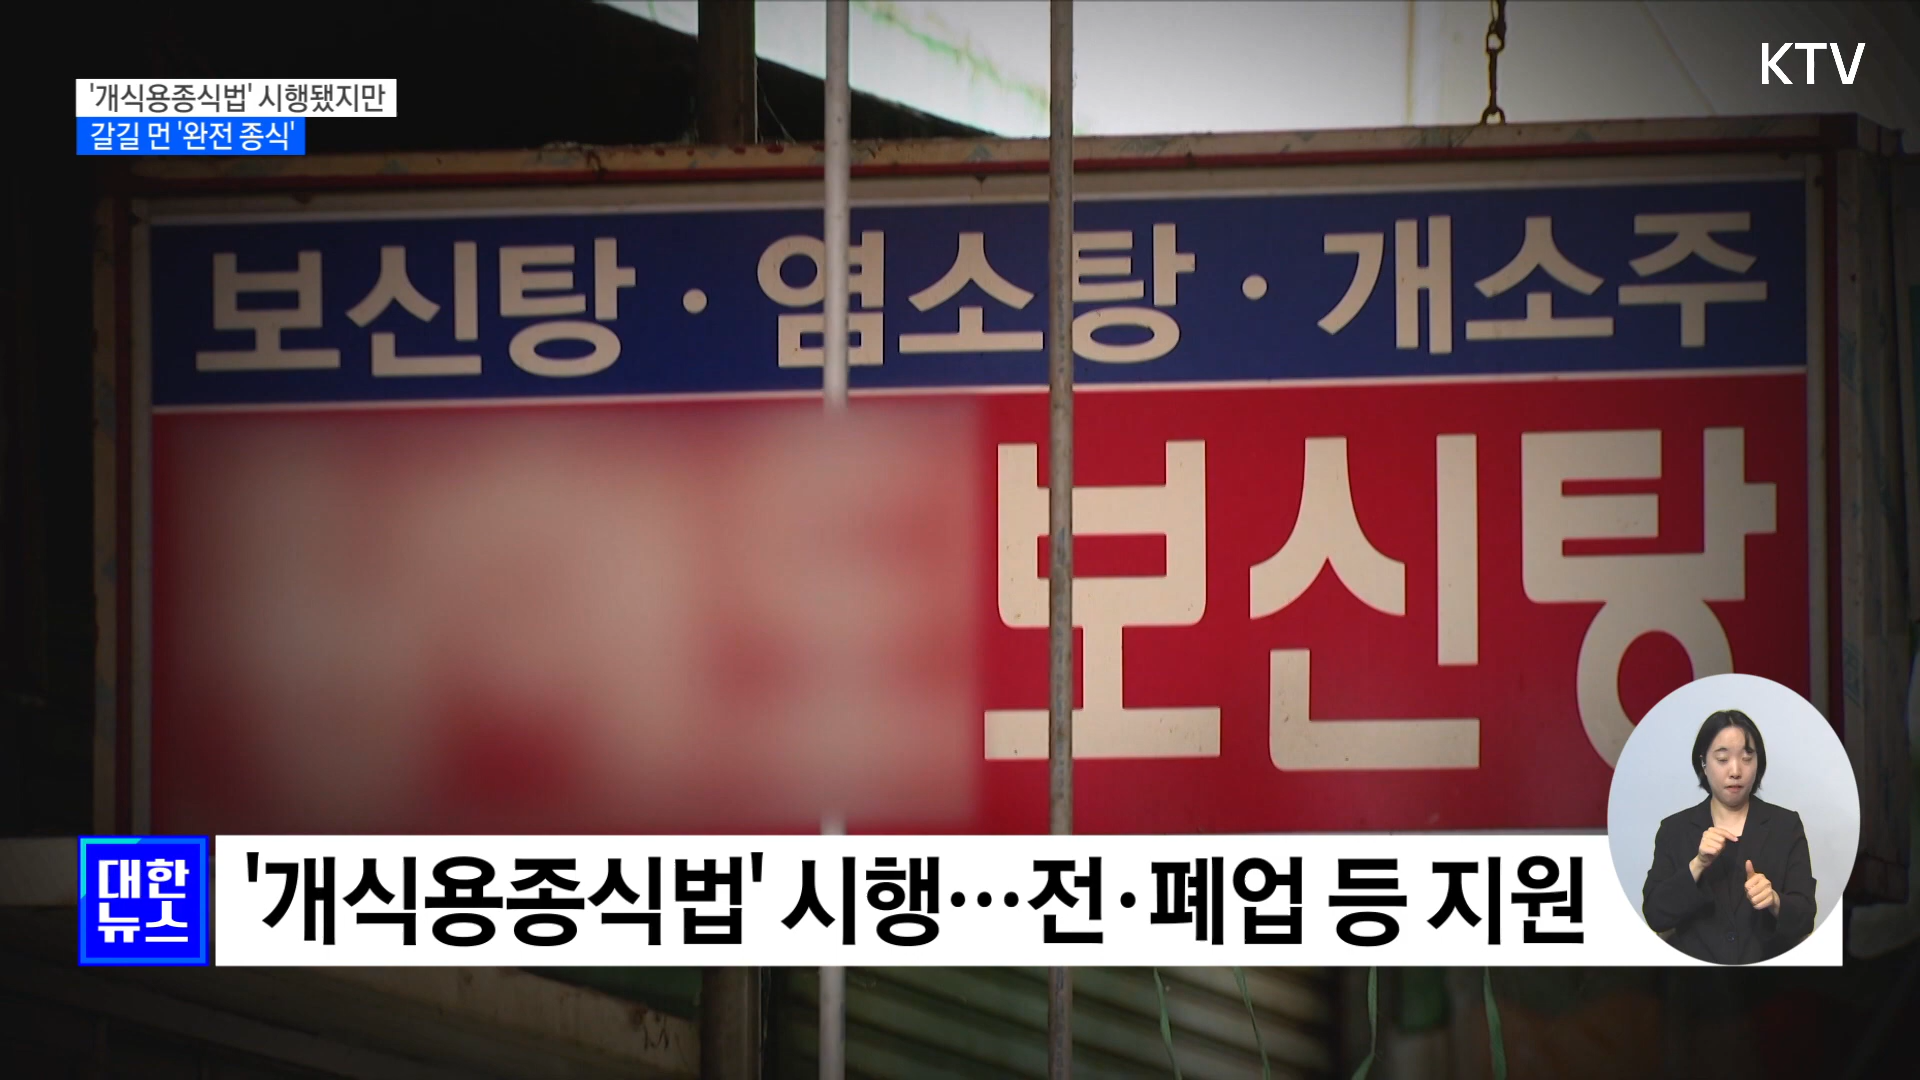 KTV
'개식용종식법' 시행됐지만
갈길 먼 '완전 종식'
보신탕 · 염소탕 · 개소주
보신탕
대한
뉴스
'개식용종식법' 시행…전·폐업 등 지원